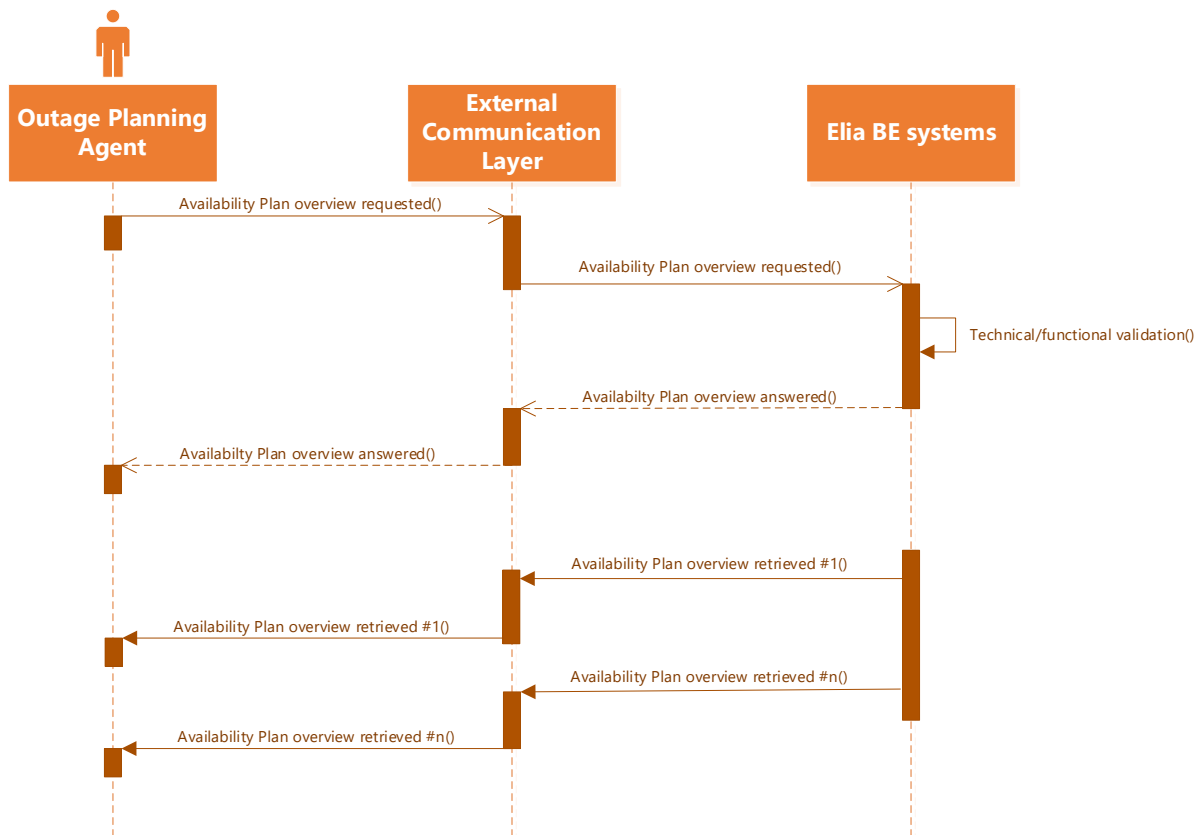 Outage Planning
Agent
External
Communication
Layer
Elia BE systems
Availability Plan overview requested()
Availability Plan overview requested()
Technical/functional validation()
Availabilty Plan overview answered()
Availabilty Plan overview answered()
Availability Plan overview retrieved #1()
Availability Plan overview retrieved #1()
Availability Plan overview retrieved #n()
Availability Plan overview retrieved #n()